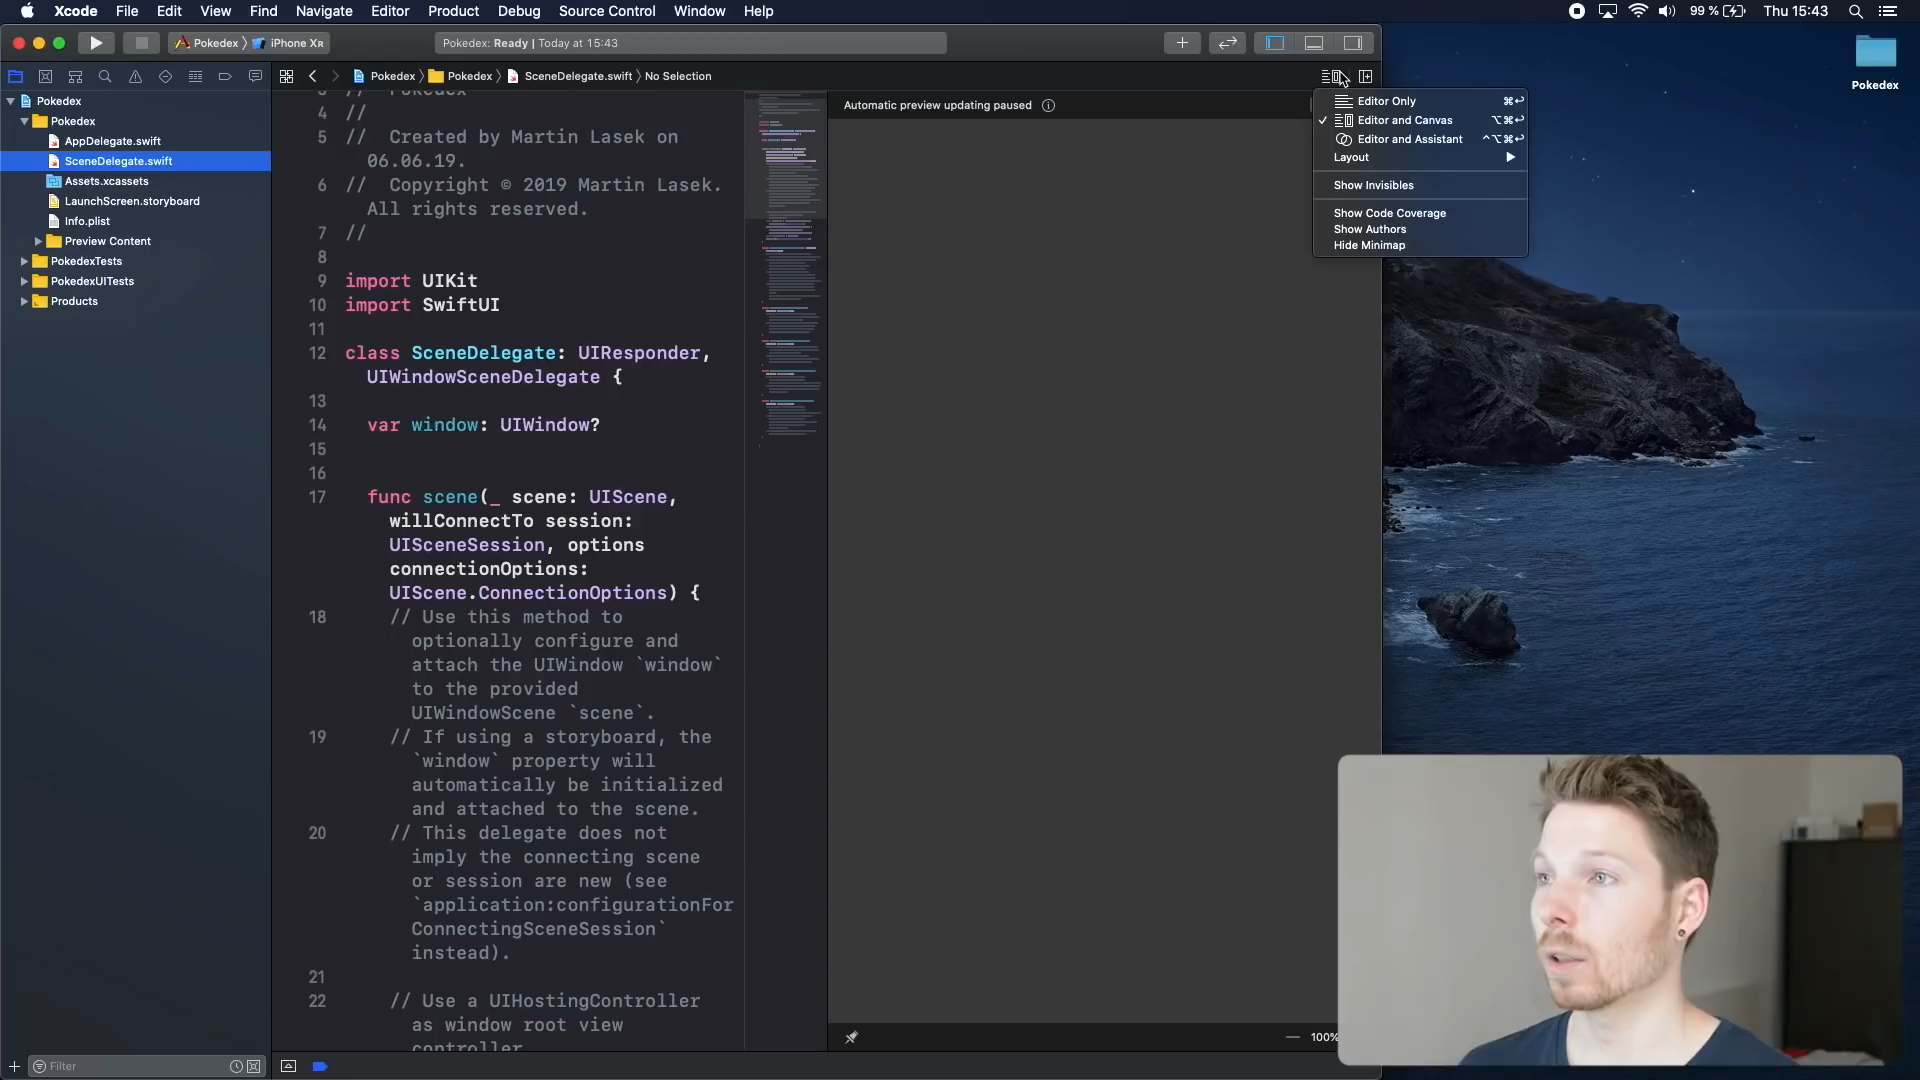 Xcode File Edit View Find Navigate Editor Product Debug Source Control Window Help 99 % Thu 15:43
Pokedex iPhone XR
Pokedex: Ready | Today at 15:43
Pokedex Pokedex SceneDelegate.swift No Selection
Pokedex
Pokedex
AppDelegate.swift
SceneDelegate.swift
Assets.xcassets
LaunchScreen.storyboard
Info.plist
Preview Content
PokedexTests
PokedexUITests
Products
Filter
3 // Pokedex
4 //
5 // Created by Martin Lasek on
06.06.19.
6 // Copyright © 2019 Martin Lasek.
All rights reserved.
7 //
8
9 import UIKit
10 import SwiftUI
11
12 class SceneDelegate: UIResponder,
UIWindowSceneDelegate {
13
14 var window: UIWindow?
15
16
17 func scene(_ scene: UIScene,
willConnectTo session:
UISceneSession, options
connectionOptions:
UIScene.ConnectionOptions) {
18 // Use this method to
optionally configure and
attach the UIWindow `window`
to the provided
UIWindowScene `scene`.
19 // If using a storyboard, the
`window` property will
automatically be initialized
and attached to the scene.
20 // This delegate does not
imply the connecting scene
or session are new (see
`application:configurationFor
ConnectingSceneSession`
instead).
21
22 // Use a UIHostingController
as window root view
controller
Automatic preview updating paused
100%
Editor Only ⌘↩
✓ Editor and Canvas ⌥⌘↩
Editor and Assistant ^⌥⌘↩
Layout
Show Invisibles
Show Code Coverage
Show Authors
Hide Minimap
Pokedex